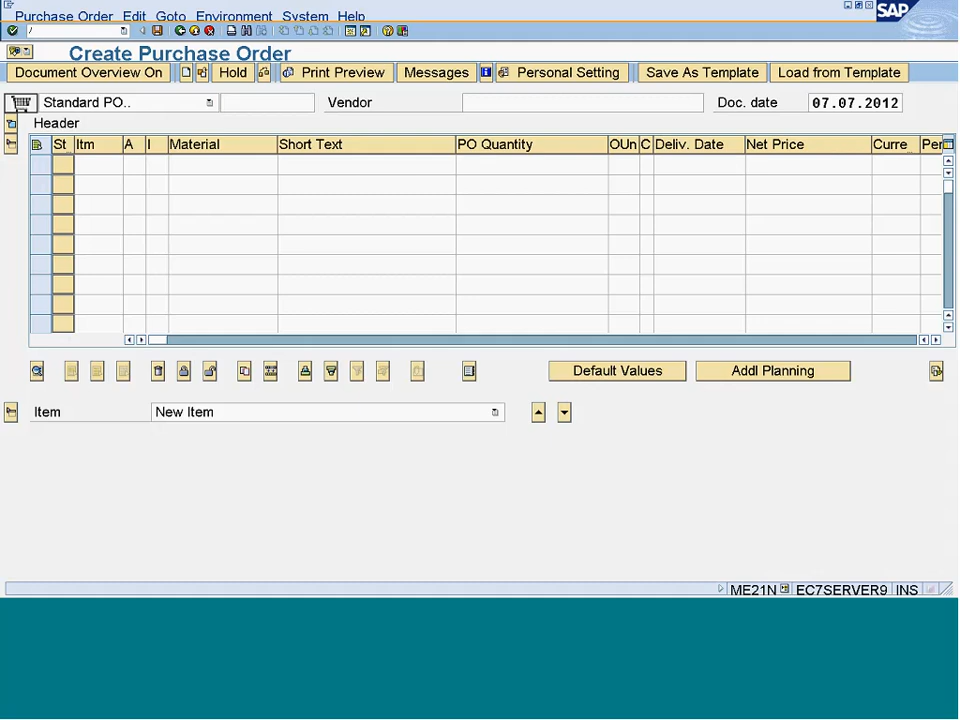 Purchase Order Edit Goto Environment System Help
SAP
/
Create Purchase Order
Document Overview On Hold Print Preview Messages Personal Setting Save As Template Load from Template
Standard PO.. Vendor Doc. date 07.07.2012
Header
St Itm A I Material Short Text PO Quantity OUn C Deliv. Date Net Price Curre Per
Default Values Addl Planning
Item New Item
ME21N EC7SERVER9 INS